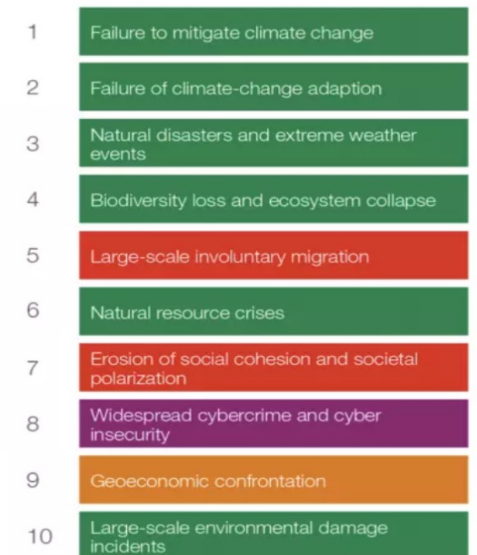 1 Failure to mitigate climate change
2 Failure of climate-change adaption
3 Natural disasters and extreme weather
events
4 Biodiversity loss and ecosystem collapse
5 Large-scale involuntary migration
6 Natural resource crises
7 Erosion of social cohesion and societal
polarization
8 Widespread cybercrime and cyber
insecurity
9 Geoeconomic confrontation
10 Large-scale environmental damage
incidents